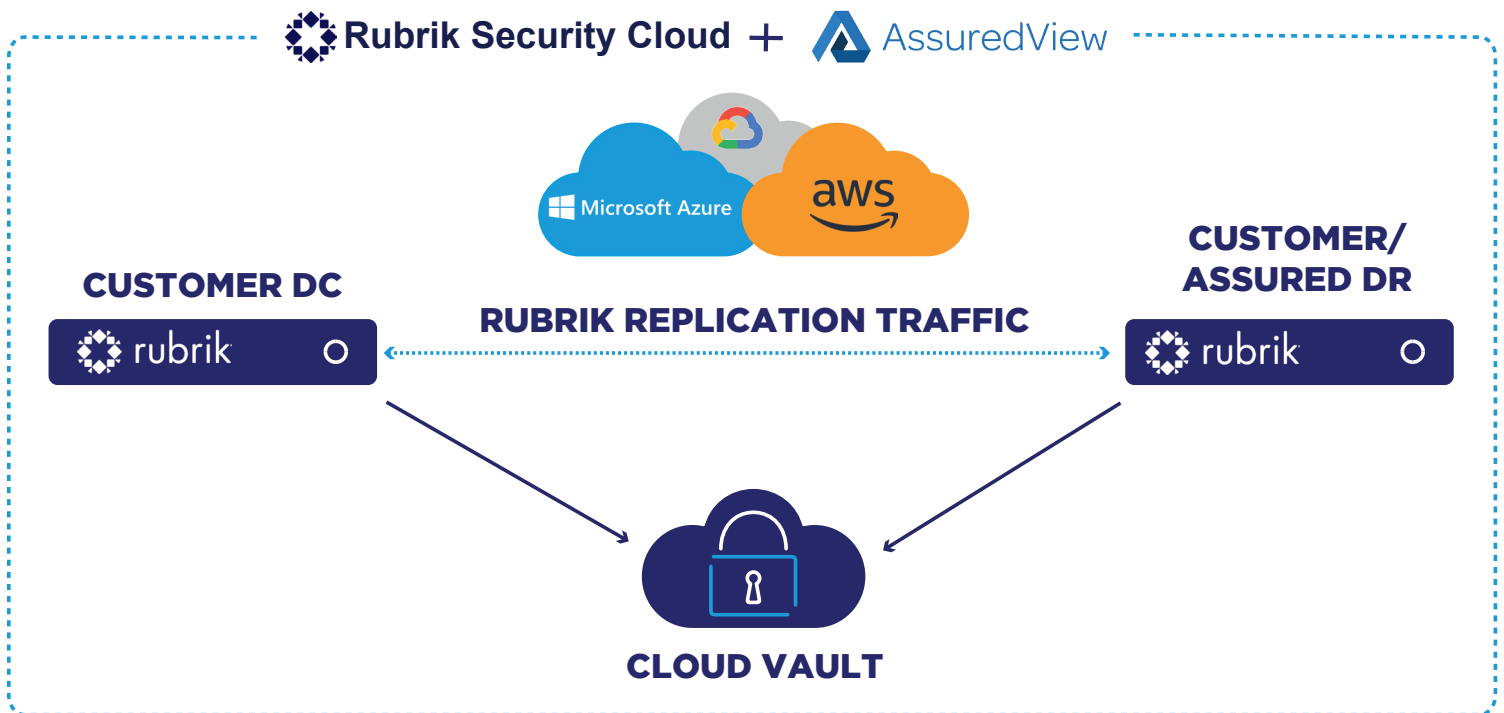 Rubrik Security Cloud + AssuredView
Microsoft Azure
aws
CUSTOMER DC
rubrik
RUBRIK REPLICATION TRAFFIC
CUSTOMER/
ASSURED DR
rubrik
CLOUD VAULT